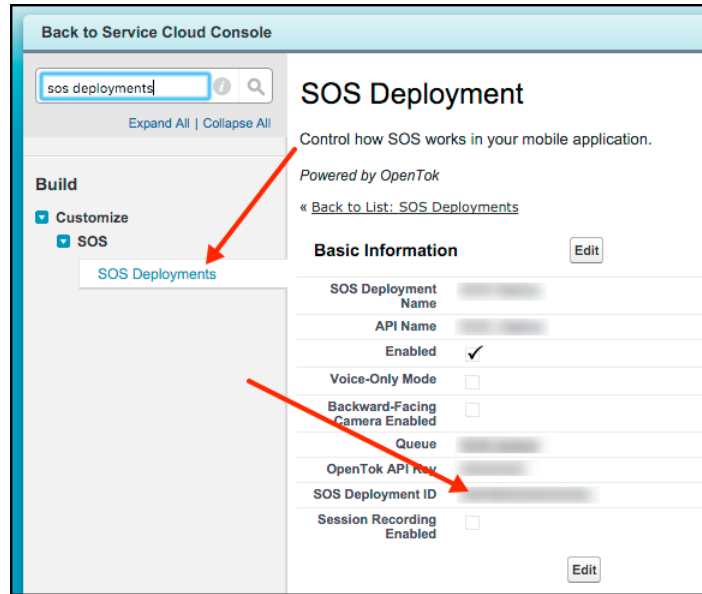 Back to Service Cloud Console
sos deployments
Expand All | Collapse All
Build
Customize
SOS
SOS Deployments
SOS Deployment
Control how SOS works in your mobile application.
Powered by OpenTok
« Back to List: SOS Deployments
Basic Information
Edit
SOS Deployment
Name
API Name
Enabled
Voice-Only Mode
Backward-Facing
Camera Enabled
Queue
OpenTok API Key
SOS Deployment ID
Session Recording
Enabled
Edit